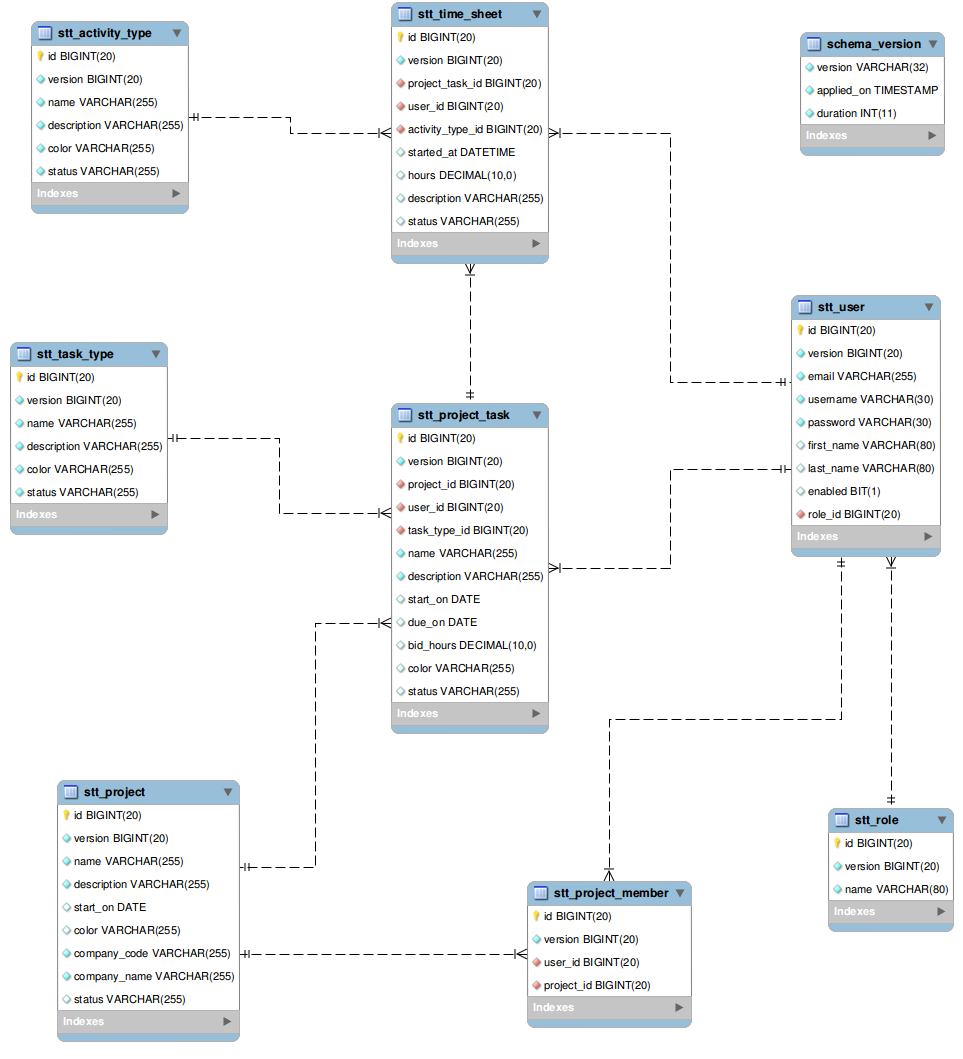 stt_activity_type
id BIGINT(20)
version BIGINT(20)
name VARCHAR(255)
description VARCHAR(255)
color VARCHAR(255)
status VARCHAR(255)
Indexes
stt_time_sheet
id BIGINT(20)
version BIGINT(20)
project_task_id BIGINT(20)
user_id BIGINT(20)
activity_type_id BIGINT(20)
started_at DATETIME
hours DECIMAL(10,0)
description VARCHAR(255)
status VARCHAR(255)
Indexes
schema_version
version VARCHAR(32)
applied_on TIMESTAMP
duration INT(11)
Indexes
stt_task_type
id BIGINT(20)
version BIGINT(20)
name VARCHAR(255)
description VARCHAR(255)
color VARCHAR(255)
status VARCHAR(255)
Indexes
stt_project_task
id BIGINT(20)
version BIGINT(20)
project_id BIGINT(20)
user_id BIGINT(20)
task_type_id BIGINT(20)
name VARCHAR(255)
description VARCHAR(255)
start_on DATE
due_on DATE
bid_hours DECIMAL(10,0)
color VARCHAR(255)
status VARCHAR(255)
Indexes
stt_user
id BIGINT(20)
version BIGINT(20)
email VARCHAR(255)
username VARCHAR(30)
password VARCHAR(30)
first_name VARCHAR(80)
last_name VARCHAR(80)
enabled BIT(1)
role_id BIGINT(20)
Indexes
stt_project
id BIGINT(20)
version BIGINT(20)
name VARCHAR(255)
description VARCHAR(255)
start_on DATE
color VARCHAR(255)
company_code VARCHAR(255)
company_name VARCHAR(255)
status VARCHAR(255)
Indexes
stt_project_member
id BIGINT(20)
version BIGINT(20)
user_id BIGINT(20)
project_id BIGINT(20)
Indexes
stt_role
id BIGINT(20)
version BIGINT(20)
name VARCHAR(80)
Indexes